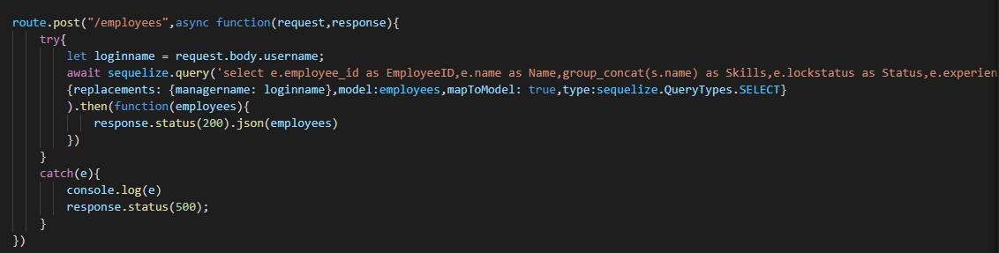 route.post("/employees",async function(request,response){
try{
let loginname = request.body.username;
await sequelize.query('select e.employee_id as EmployeeID,e.name as Name,group_concat(s.name) as Skills,e.lockstatus as Status,e.experien
{replacements: {managername: loginname},model:employees,mapToModel: true,type:sequelize.QueryTypes.SELECT}
).then(function(employees){
response.status(200).json(employees)
})
}
catch(e){
console.log(e)
response.status(500);
}
})